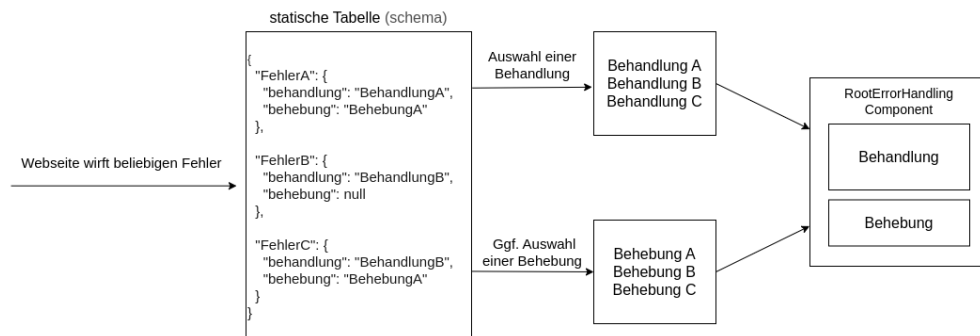 statische Tabelle (schema)
Webseite wirft beliebigen Fehler
{
"FehlerA": {
"behandlung": "BehandlungA",
"behebung": "BehebungA"
},
"FehlerB": {
"behandlung": "BehandlungB",
"behebung": null
},
"FehlerC": {
"behandlung": "BehandlungB",
"behebung": "BehebungA"
}
}
Auswahl einer
Behandlung
Behandlung A
Behandlung B
Behandlung C
Ggf. Auswahl
einer Behebung
Behebung A
Behebung B
Behebung C
RootErrorHandling
Component
Behandlung
Behebung